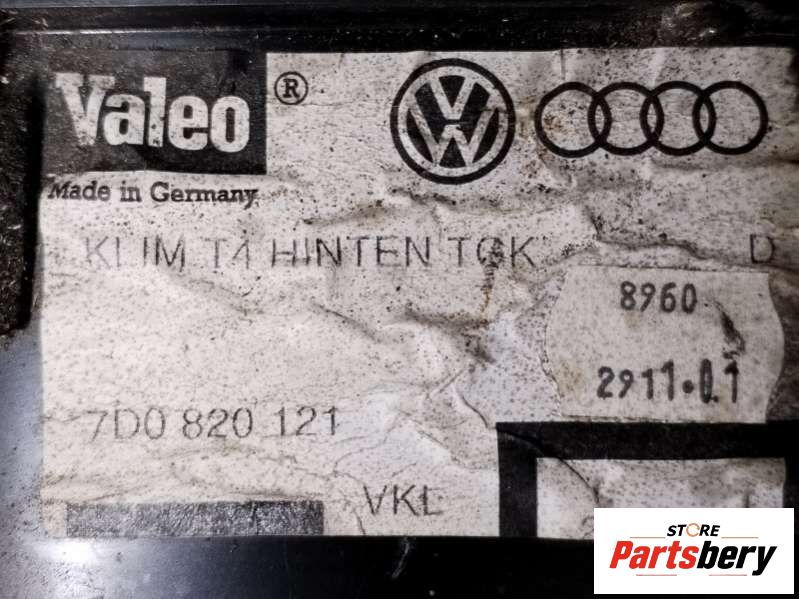 Valeo ®
Made in Germany
KLIM T4 HINTEN TGK D
8960
2911.01
7D0 820 121
VKL
STORE
Partsbery